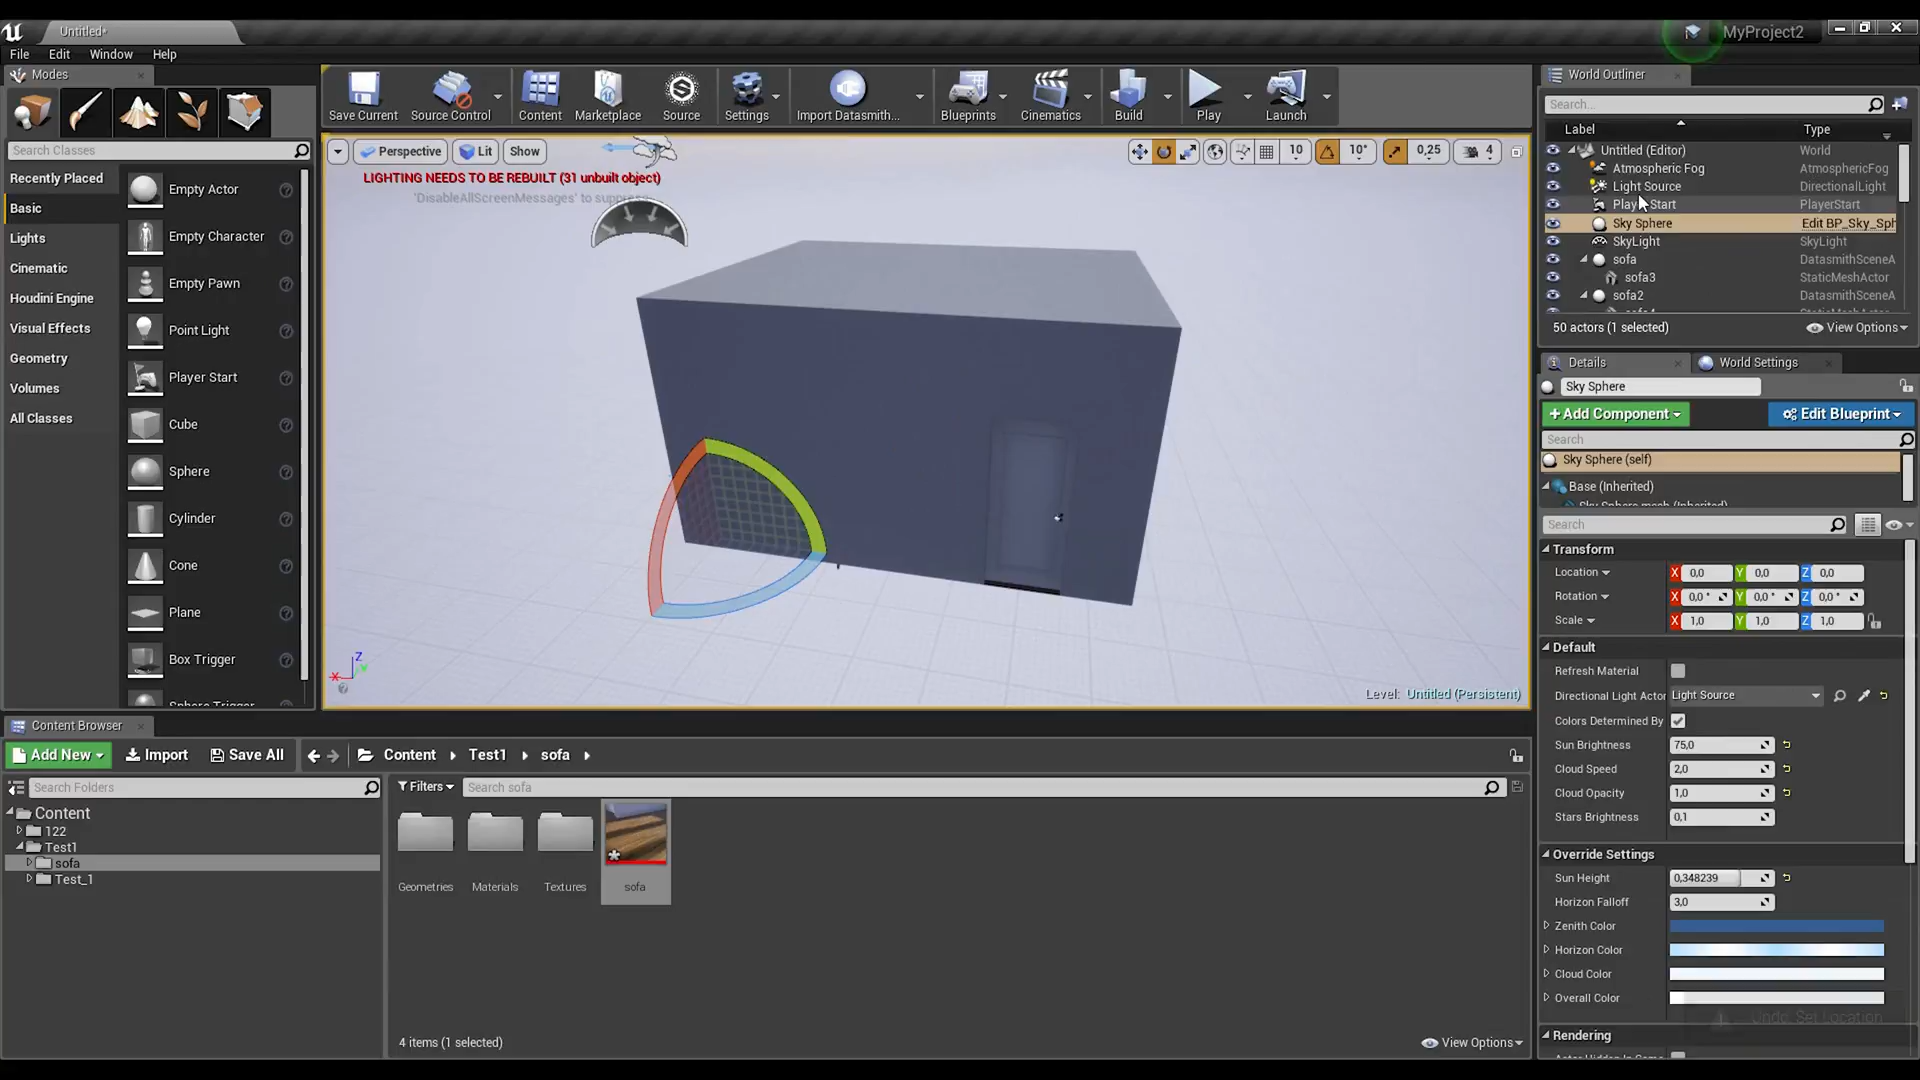 Untitled*
MyProject2
File Edit Window Help
Modes
Search Classes
Recently Placed
Basic
Lights
Cinematic
Houdini Engine
Visual Effects
Geometry
Volumes
All Classes
Empty Actor
Empty Character
Empty Pawn
Point Light
Player Start
Cube
Sphere
Cylinder
Cone
Plane
Box Trigger
Sphere Trigger
Save Current
Source Control
Content
Marketplace
Source
Settings
Import Datasmith...
Blueprints
Cinematics
Build
Play
Launch
Perspective Lit Show
10 10° 0,25 4
LIGHTING NEEDS TO BE REBUILT (31 unbuilt object)
'DisableAllScreenMessages' to suppress
Z
X
Level: Untitled (Persistent)
World Outliner
Search...
Label Type
Untitled (Editor) World
Atmospheric Fog AtmosphericFog
Light Source DirectionalLight
Player Start PlayerStart
Sky Sphere Edit BP_Sky_Sph
SkyLight SkyLight
sofa DatasmithSceneA
sofa3 StaticMeshActor
sofa2 DatasmithSceneA
50 actors (1 selected) View Options
Details World Settings
Sky Sphere
+Add Component Edit Blueprint
Search
Sky Sphere (self)
Base (Inherited)
Sky Sphere mesh (Inherited)
Search
Transform
Location X 0,0 Y 0,0 Z 0,0
Rotation X 0,0 ° Y 0,0 ° Z 0,0 °
Scale X 1,0 Y 1,0 Z 1,0
Default
Refresh Material
Directional Light Actor Light Source
Colors Determined By
Sun Brightness 75,0
Cloud Speed 2,0
Cloud Opacity 1,0
Stars Brightness 0,1
Override Settings
Sun Height 0,348239
Horizon Falloff 3,0
Zenith Color
Horizon Color
Cloud Color
Overall Color
Undo Set Location
Rendering
Content Browser
Add New Import Save All Content Test1 sofa
Search Folders
Filters Search sofa
Content
122
Test1
sofa
Test_1
Geometries
Materials
Textures
sofa
4 items (1 selected) View Options